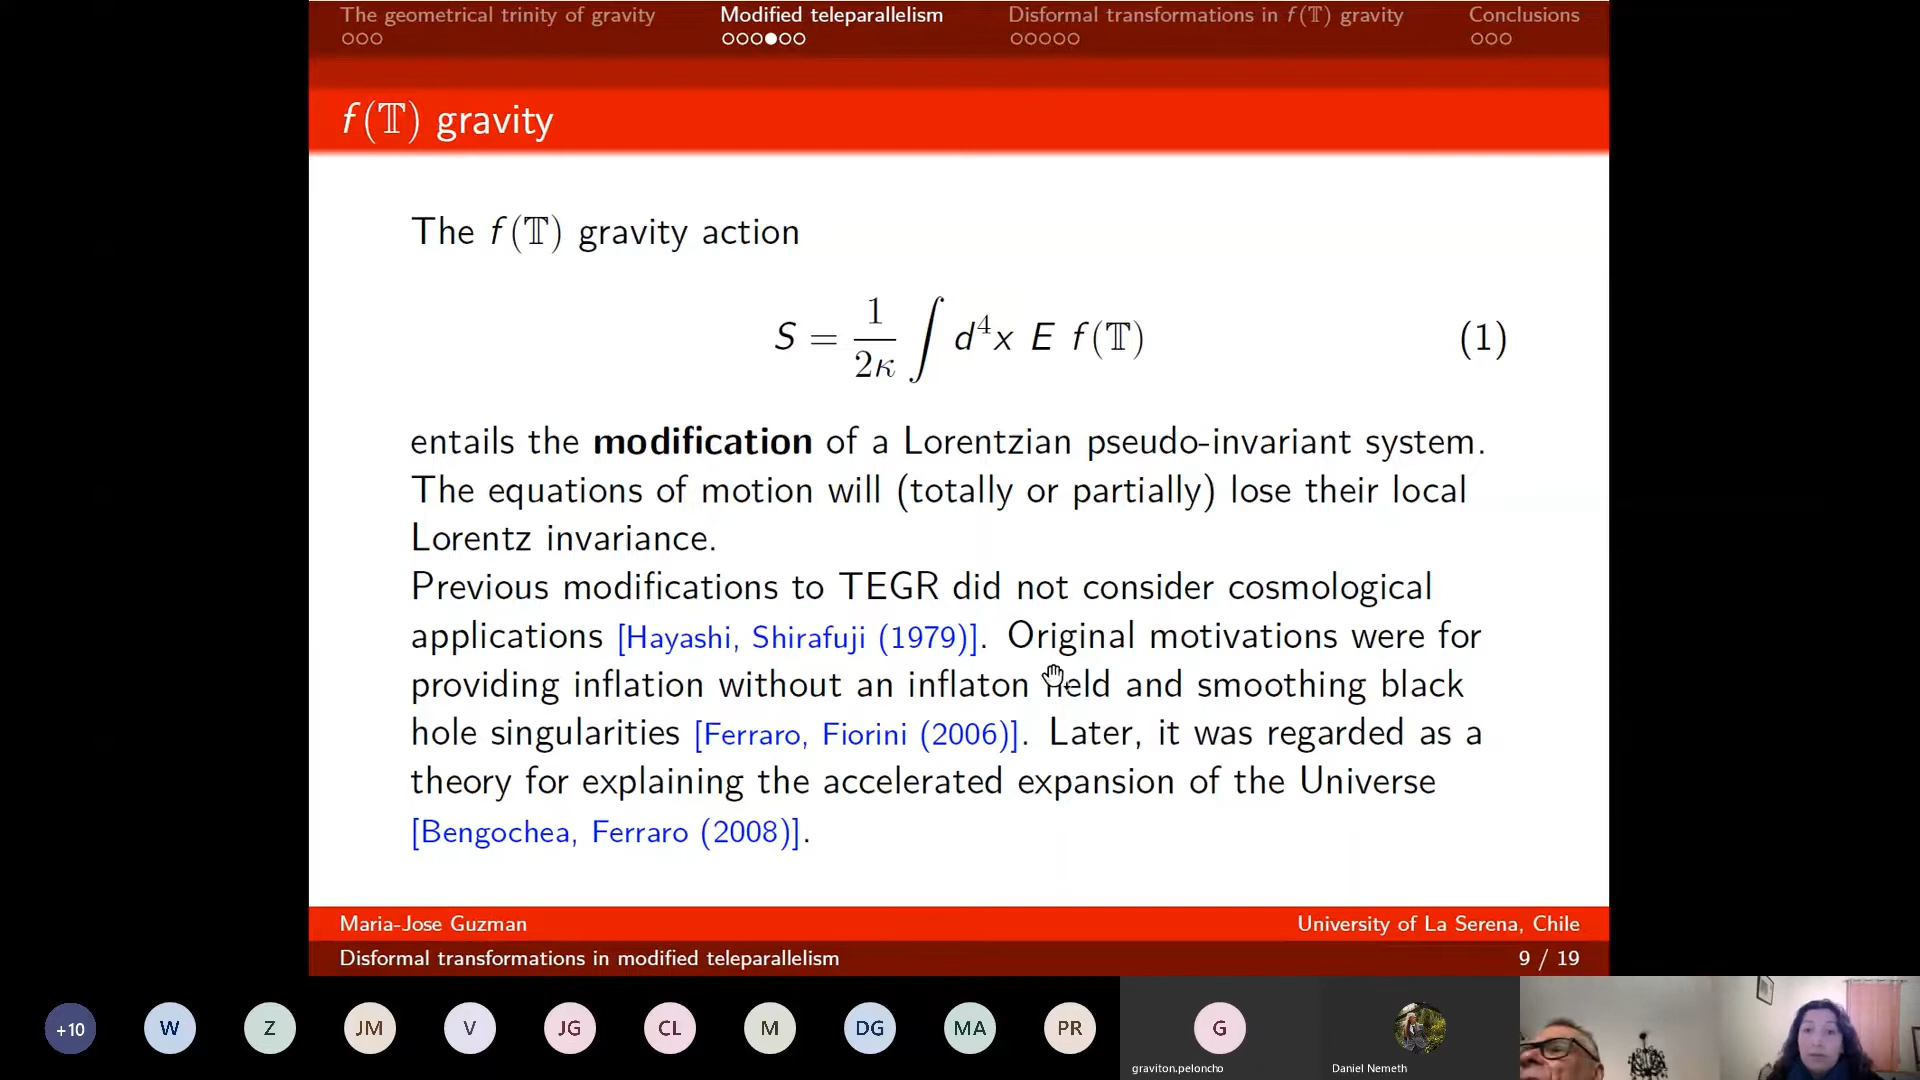 The geometrical trinity of gravity
Modified teleparallelism
Disformal transformations in f(𝕋) gravity
Conclusions
f(𝕋) gravity
The f(𝕋) gravity action
S = 1/2κ ∫ d⁴x E f(𝕋) (1)
entails the modification of a Lorentzian pseudo-invariant system.
The equations of motion will (totally or partially) lose their local
Lorentz invariance.
Previous modifications to TEGR did not consider cosmological
applications [Hayashi, Shirafuji (1979)]. Original motivations were for
providing inflation without an inflaton field and smoothing black
hole singularities [Ferraro, Fiorini (2006)]. Later, it was regarded as a
theory for explaining the accelerated expansion of the Universe
[Bengochea, Ferraro (2008)].
Maria-Jose Guzman
University of La Serena, Chile
Disformal transformations in modified teleparallelism
9 / 19
+10
W
Z
JM
V
JG
CL
M
DG
MA
PR
G
graviton.peloncho
Daniel Nemeth